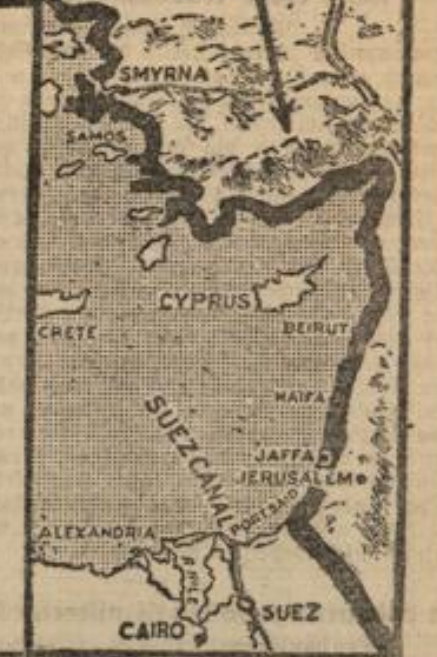 SMYRNA
SAMOS
CYPRUS
CRETE
BEIRUT
HAIFA
SUEZ CANAL
JAFFA
JERUSALEM
PORT SAID
ALEXANDRIA
R. NILE
SUEZ
CAIRO